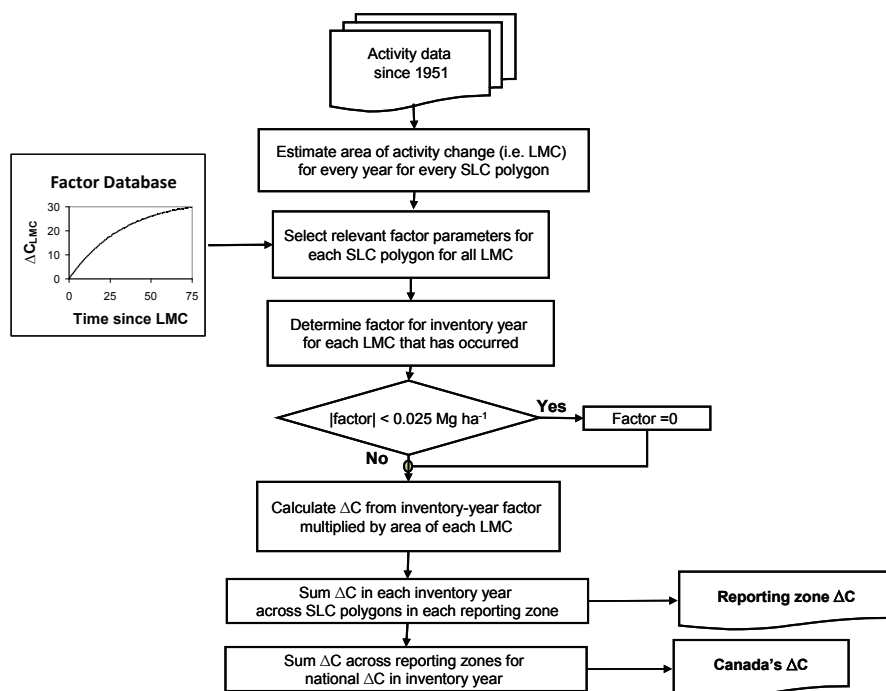 Activity data
since 1951
Estimate area of activity change (i.e. LMC)
for every year for every SLC polygon
Factor Database
30
20
10
0
ΔC LMC
0 25 50 75
Time since LMC
Select relevant factor parameters for
each SLC polygon for all LMC
Determine factor for inventory year
for each LMC that has occurred
|factor| < 0.025 Mg ha⁻¹
Yes
Factor =0
No
Calculate ΔC from inventory-year factor
multiplied by area of each LMC
Sum ΔC in each inventory year
across SLC polygons in each reporting zone
Reporting zone ΔC
Sum ΔC across reporting zones for
national ΔC in inventory year
Canada's ΔC